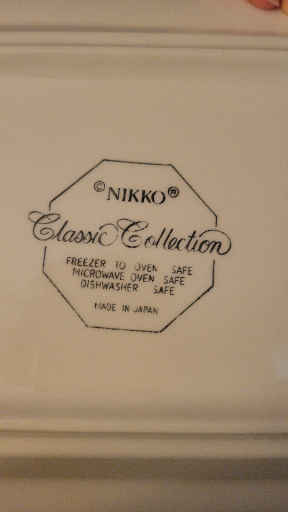 ©NIKKO®
Classic Collection
FREEZER TO OVEN SAFE
MICROWAVE OVEN SAFE
DISHWASHER SAFE
MADE IN JAPAN